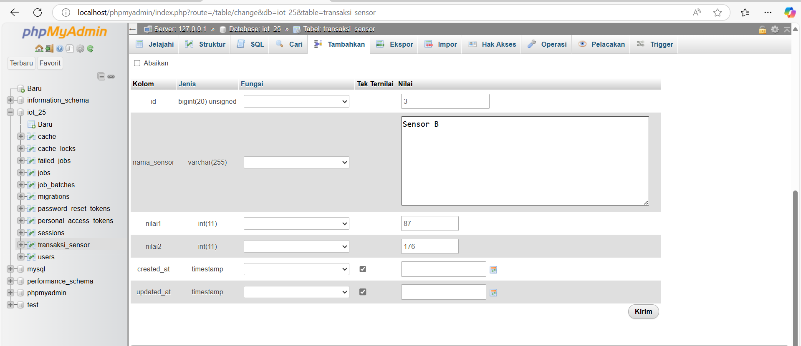 localhost/phpmyadmin/index.php?route=/table/change&db=iot_25&table=transaksi_sensor
phpMyAdmin
Terbaru Favorit
Baru
information_schema
iot_25
Baru
cache
cache_locks
failed_jobs
jobs
job_batches
migrations
password_reset_tokens
personal_access_tokens
sessions
transaksi_sensor
users
mysql
performance_schema
phpmyadmin
test
Server: 127.0.0.1 » Database: iot_25 » Tabel: transaksi_sensor
Jelajahi Struktur SQL Cari Tambahkan Ekspor Impor Hak Akses Operasi Pelacakan Trigger
Abaikan
Kolom Jenis Fungsi Tak Ternilai Nilai
id bigint(20) unsigned 3
nama_sensor varchar(255) Sensor B
nilai1 int(11) 87
nilai2 int(11) 176
created_at timestamp
updated_at timestamp
Kirim